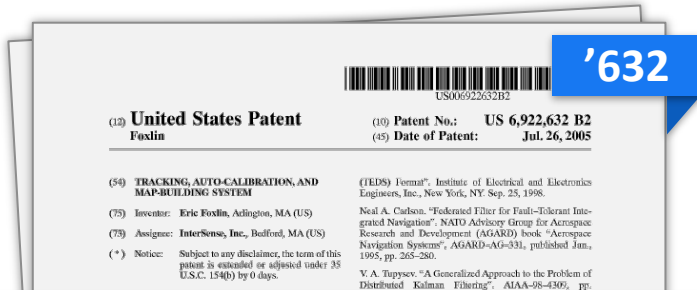 '632
US006922632B2
(12) United States Patent
Foxlin
(10) Patent No.: US 6,922,632 B2
(45) Date of Patent: Jul. 26, 2005
(54) TRACKING, AUTO-CALIBRATION, AND
MAP-BUILDING SYSTEM
(75) Inventor: Eric Foxlin, Adington, MA (US)
(73) Assignee: InterSense, Inc., Bedford, MA (US)
( * ) Notice: Subject to any disclaimer, the term of this
patent is extended or adjusted under 35
U.S.C. 154(b) by 0 days.
(TEDS) Format". Institute of Electrical and Electronics
Engineers, Inc., New York, NY. Sep. 25, 1998.
Neal A. Carlson. "Federated Filter for Fault-Tolerant Inte-
grated Navigation". NATO Advisory Group for Aerospace
Research and Development (AGARD) book "Aerospace
Navigation Systems", AGARD-AG-331, published Jun.,
1995, pp. 265-280.
V. A. Tupysev. "A Generalized Approach to the Problem of
Distributed Kalman Filtering". AIAA-98-4309, pp.